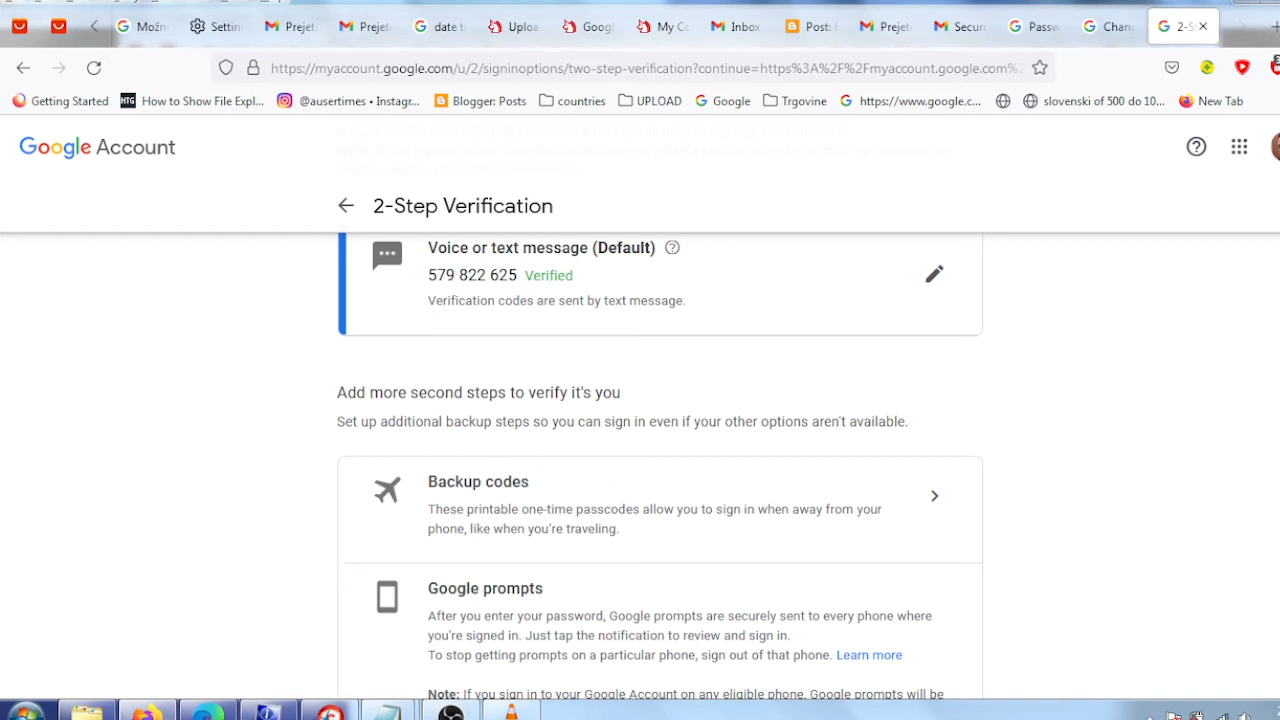 Možno
Settin
Prejet
Prejet
date t
Uploa
Googl
My Co
Inbox
Post: E
Prejet
Secur
Passw
Chang
2-S
https://myaccount.google.com/u/2/signinoptions/two-step-verification?continue=https%3A%2F%2Fmyaccount.google.com%2
Getting Started
HTG How to Show File Expl...
@ausertimes • Instagr...
Blogger: Posts
countries
UPLOAD
Google
Trgovine
https://www.google.c...
slovenski of 500 do 10...
New Tab
Google Account
2-Step Verification
Voice or text message (Default)
579 822 625 Verified
Verification codes are sent by text message.
Add more second steps to verify it's you
Set up additional backup steps so you can sign in even if your other options aren't available.
Backup codes
These printable one-time passcodes allow you to sign in when away from your
phone, like when you're traveling.
Google prompts
After you enter your password, Google prompts are securely sent to every phone where
you're signed in. Just tap the notification to review and sign in.
To stop getting prompts on a particular phone, sign out of that phone. Learn more
Note: If you sign in to your Google Account on any eligible phone, Google prompts will be